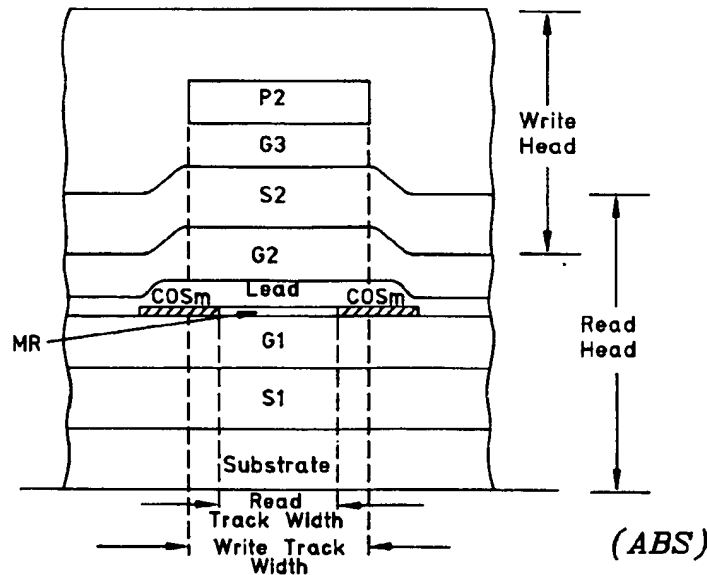 P2
Write
Head
G3
S2
G2
Lead
COSm COSm
MR
G1
Read
Head
S1
Substrate
Read
Track Width
Write Track
Width
(ABS)